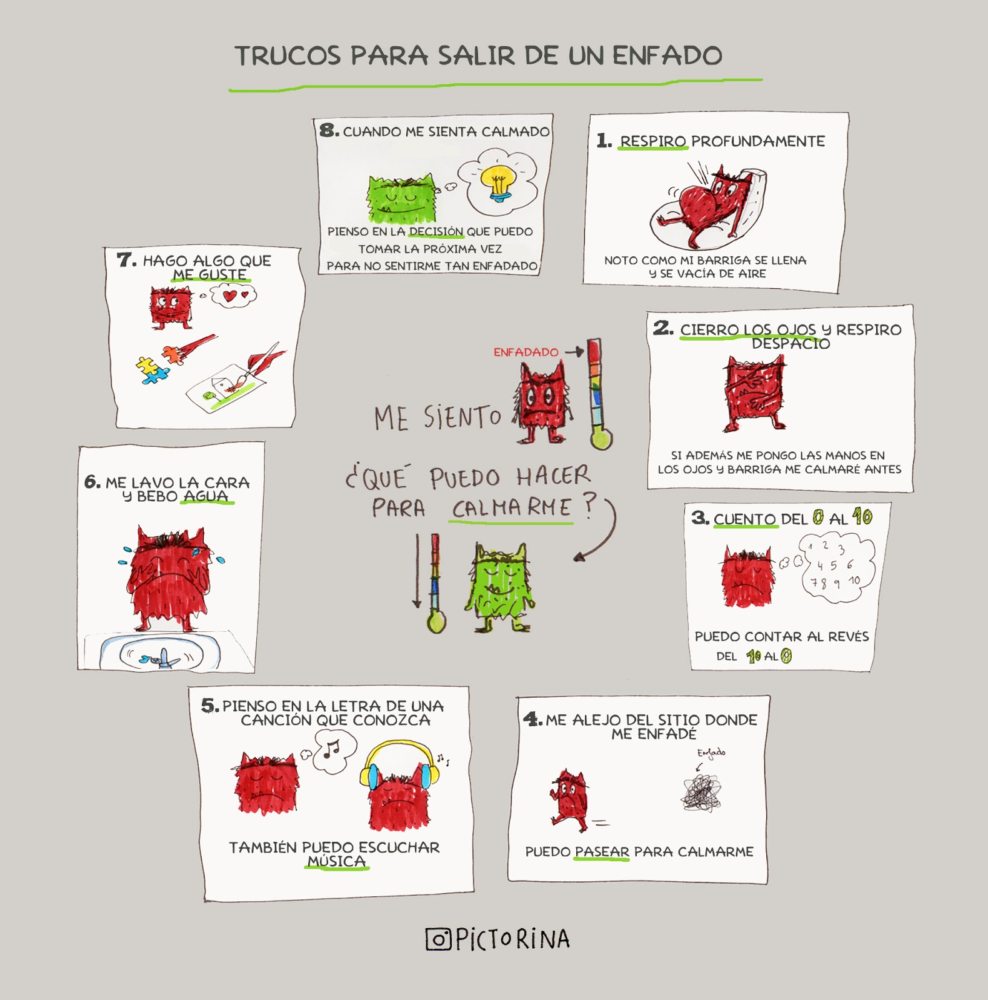 TRUCOS PARA SALIR DE UN ENFADO
1. RESPIRO PROFUNDAMENTE
NOTO COMO MI BARRIGA SE LLENA
Y SE VACÍA DE AIRE
2. CIERRO LOS OJOS Y RESPIRO
DESPACIO
SI ADEMÁS ME PONGO LAS MANOS EN
LOS OJOS Y BARRIGA ME CALMARÉ ANTES
3. CUENTO DEL 0 AL 10
1 2 3
4 5 6
7 8 9 10
PUEDO CONTAR AL REVÉS
DEL 10 AL 0
4. ME ALEJO DEL SITIO DONDE
ME ENFADÉ
Enfado
PUEDO PASEAR PARA CALMARME
5. PIENSO EN LA LETRA DE UNA
CANCIÓN QUE CONOZCA
TAMBIÉN PUEDO ESCUCHAR
MÚSICA
6. ME LAVO LA CARA
Y BEBO AGUA
7. HAGO ALGO QUE
ME GUSTE
8. CUANDO ME SIENTA CALMADO
PIENSO EN LA DECISIÓN QUE PUEDO
TOMAR LA PRÓXIMA VEZ
PARA NO SENTIRME TAN ENFADADO
ENFADADO
ME SIENTO
¿QUÉ PUEDO HACER
PARA CALMARME?
PICTORINA